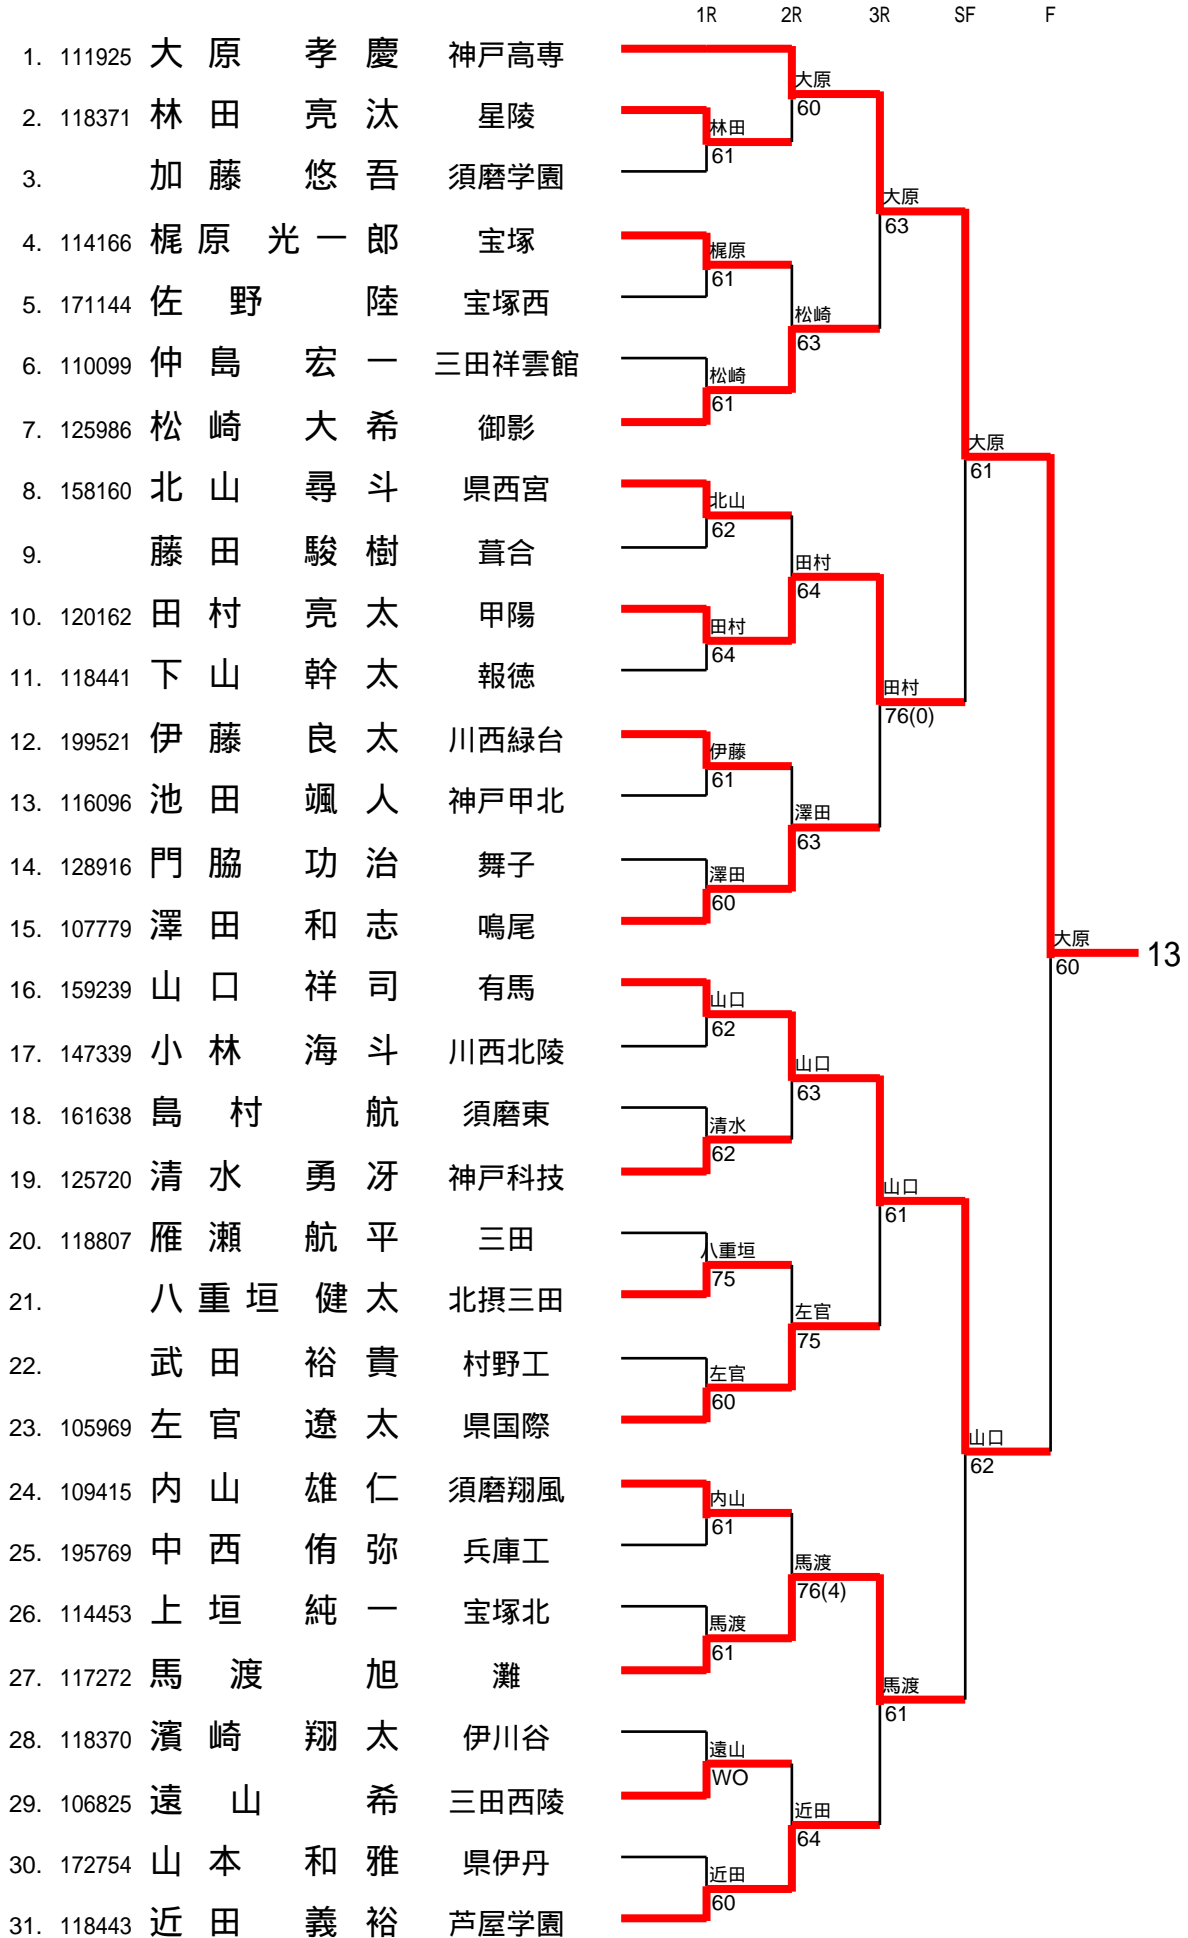 1R 2R 3R SF F
1. 111925 大原 孝慶 神戸高専
大原
60
2. 118371 林田 亮汰 星陵
林田
61
3. 加藤 悠吾 須磨学園
大原
63
4. 114166 梶原 光一郎 宝塚
梶原
61
5. 171144 佐野 陸 宝塚西
松崎
63
6. 110099 仲島 宏一 三田祥雲館
松崎
61
7. 125986 松崎 大希 御影
大原
61
8. 158160 北山 尋斗 県西宮
北山
62
9. 藤田 駿樹 葺合
田村
64
10. 120162 田村 亮太 甲陽
田村
64
11. 118441 下山 幹太 報徳
田村
76(0)
12. 199521 伊藤 良太 川西緑台
伊藤
61
13. 116096 池田 颯人 神戸甲北
澤田
63
14. 128916 門脇 功治 舞子
澤田
60
15. 107779 澤田 和志 鳴尾
大原
60
13
16. 159239 山口 祥司 有馬
山口
62
17. 147339 小林 海斗 川西北陵
山口
63
18. 161638 島村 航 須磨東
清水
62
19. 125720 清水 勇冴 神戸科技
山口
61
20. 118807 雁瀬 航平 三田
八重垣
75
21. 八重垣 健太 北摂三田
左官
75
22. 武田 裕貴 村野工
左官
60
23. 105969 左官 遼太 県国際
山口
62
24. 109415 内山 雄仁 須磨翔風
内山
61
25. 195769 中西 侑弥 兵庫工
馬渡
76(4)
26. 114453 上垣 純一 宝塚北
馬渡
61
27. 117272 馬渡 旭 灘
馬渡
61
28. 118370 濱崎 翔太 伊川谷
遠山
WO
29. 106825 遠山 希 三田西陵
近田
64
30. 172754 山本 和雅 県伊丹
近田
60
31. 118443 近田 義裕 芦屋学園